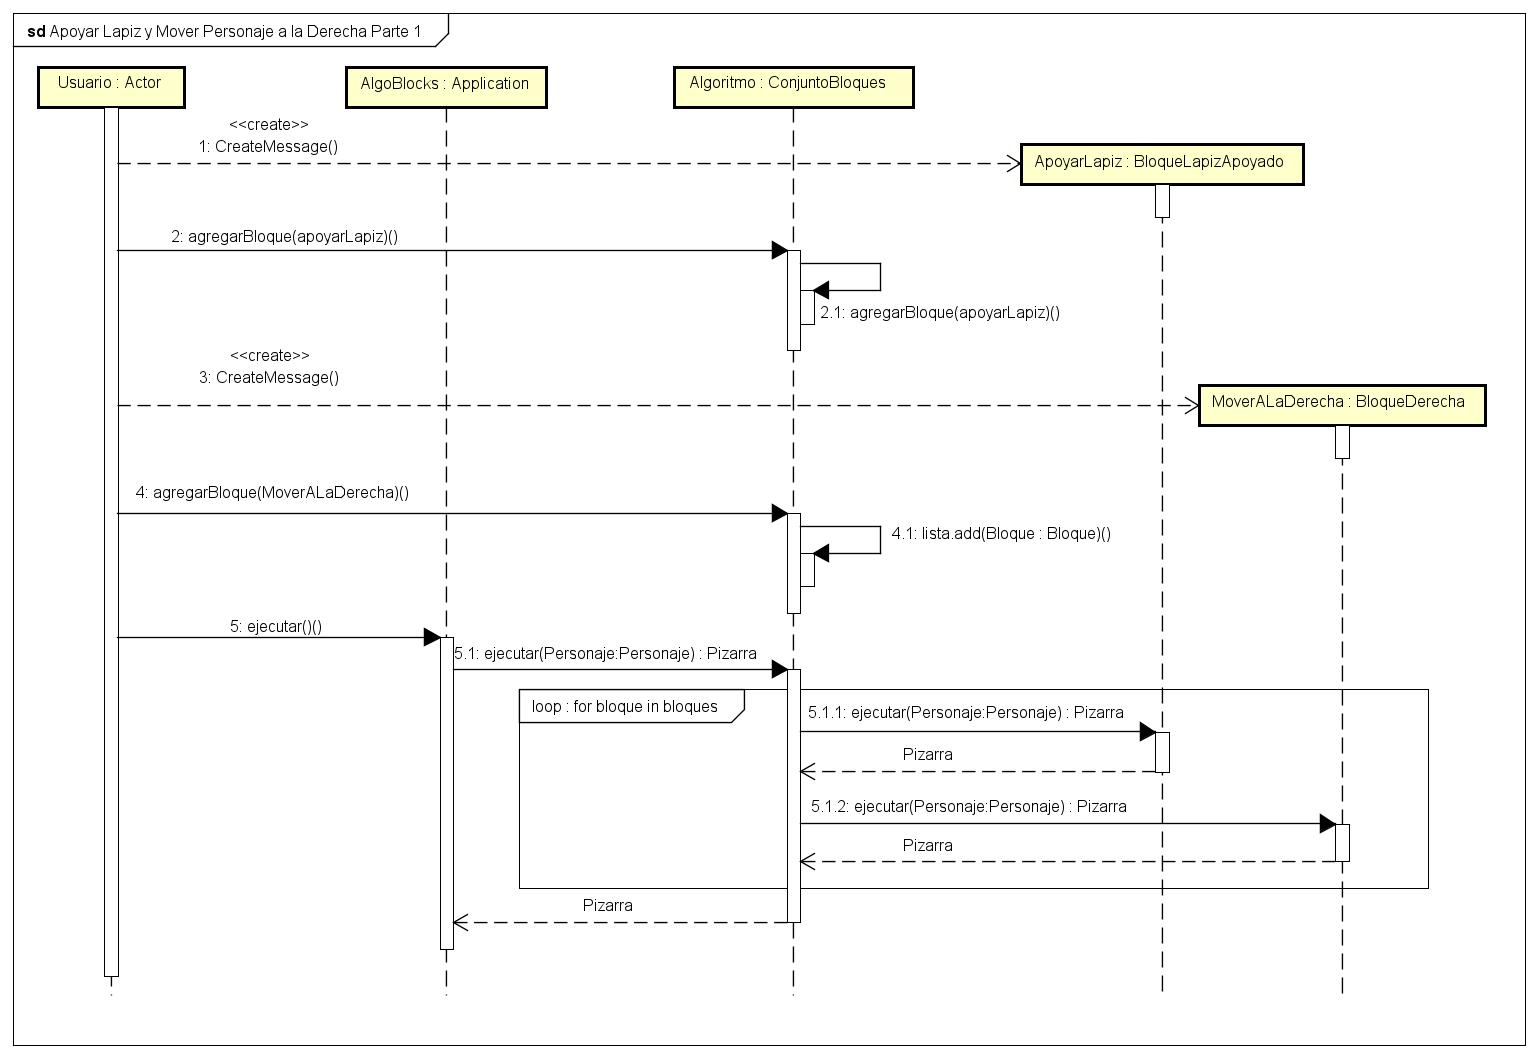 sd Apoyar Lapiz y Mover Personaje a la Derecha Parte 1
Usuario : Actor
AlgoBlocks : Application
Algoritmo : ConjuntoBloques
<<create>>
1: CreateMessage()
ApoyarLapiz : BloqueLapizApoyado
2: agregarBloque(apoyarLapiz)()
2.1: agregarBloque(apoyarLapiz)()
<<create>>
3: CreateMessage()
MoverALaDerecha : BloqueDerecha
4: agregarBloque(MoverALaDerecha)()
4.1: lista.add(Bloque : Bloque)()
5: ejecutar()()
5.1: ejecutar(Personaje:Personaje) : Pizarra
loop : for bloque in bloques
5.1.1: ejecutar(Personaje:Personaje) : Pizarra
Pizarra
5.1.2: ejecutar(Personaje:Personaje) : Pizarra
Pizarra
Pizarra